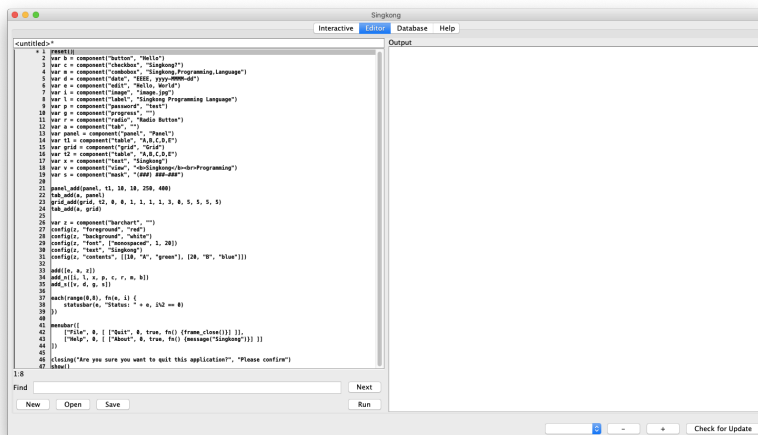 Singkong
Interactive Editor Database Help
<untitled>*
Output
* 1 reset()
2 var b = component("button", "Hello")
3 var c = component("checkbox", "Singkong?")
4 var m = component("combobox", "Singkong,Programming,Language")
5 var d = component("date", "EEEE, yyyy-MMMM-dd")
6 var e = component("edit", "Hello, World")
7 var i = component("image", "image.jpg")
8 var l = component("label", "Singkong Programming Language")
9 var p = component("password", "test")
10 var g = component("progress", "")
11 var r = component("radio", "Radio Button")
12 var a = component("tab", "")
13 var panel = component("panel", "Panel")
14 var t1 = component("table", "A,B,C,D,E")
15 var grid = component("grid", "Grid")
16 var t2 = component("table", "A,B,C,D,E")
17 var x = component("text", "Singkong")
18 var v = component("view", "<b>Singkong</b><br>Programming")
19 var s = component("mask", "(###) ###-###")
20
21 panel_add(panel, t1, 10, 10, 250, 400)
22 tab_add(a, panel)
23 grid_add(grid, t2, 0, 0, 1, 1, 1, 1, 3, 0, 5, 5, 5, 5)
24 tab_add(a, grid)
25
26 var z = component("barchart", "")
27 config(z, "foreground", "red")
28 config(z, "background", "white")
29 config(z, "font", ["monospaced", 1, 20])
30 config(z, "text", "Singkong")
31 config(z, "contents", [[10, "A", "green"], [20, "B", "blue"]])
32
33 add([e, a, z])
34 add_n([i, l, x, p, c, r, m, b])
35 add_s([v, d, g, s])
36
37 each(range(0,8), fn(e, i) {
38 statusbar(e, "Status: " + e, i%2 == 0)
39 })
40
41 menubar([
42 ["File", 0, [ ["Quit", 0, true, fn() {frame_close()}] ]],
43 ["Help", 0, [ ["About", 0, true, fn() {message("Singkong")}] ]]
44 ])
45
46 closing("Are you sure you want to quit this application?", "Please confirm")
47 show()
1:8
Find Next
New Open Save Run
- + Check for Update